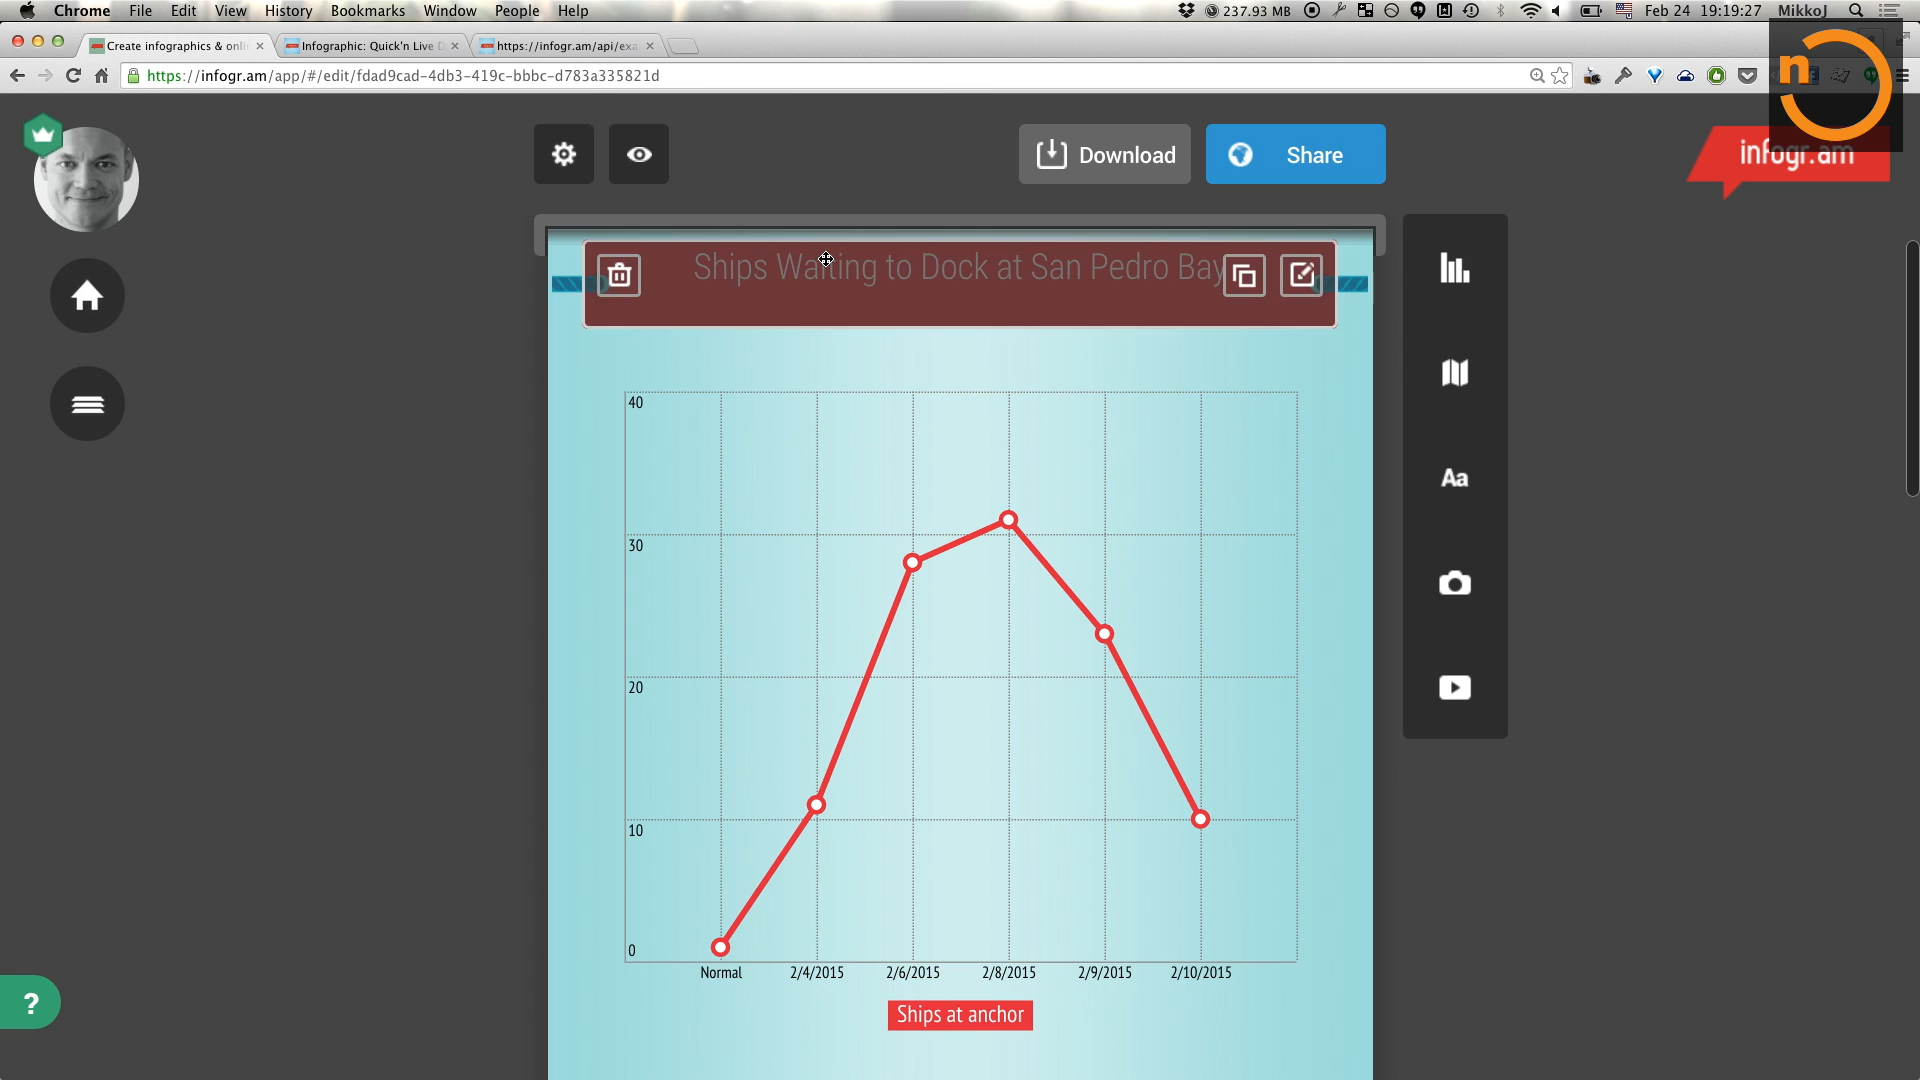 Chrome File Edit View History Bookmarks Window People Help 237.93 MB Feb 24 19:19:27 MikkoJ
Create infographics & onli Infographic: Quick'n Live D https://infogr.am/api/exa
https://infogr.am/app/#/edit/fdad9cad-4db3-419c-bbbc-d783a335821d
n
Download
Share
infogr.am
Ships Waiting to Dock at San Pedro Bay
40
30
Aa
20
10
0
Normal 2/4/2015 2/6/2015 2/8/2015 2/9/2015 2/10/2015
?
Ships at anchor